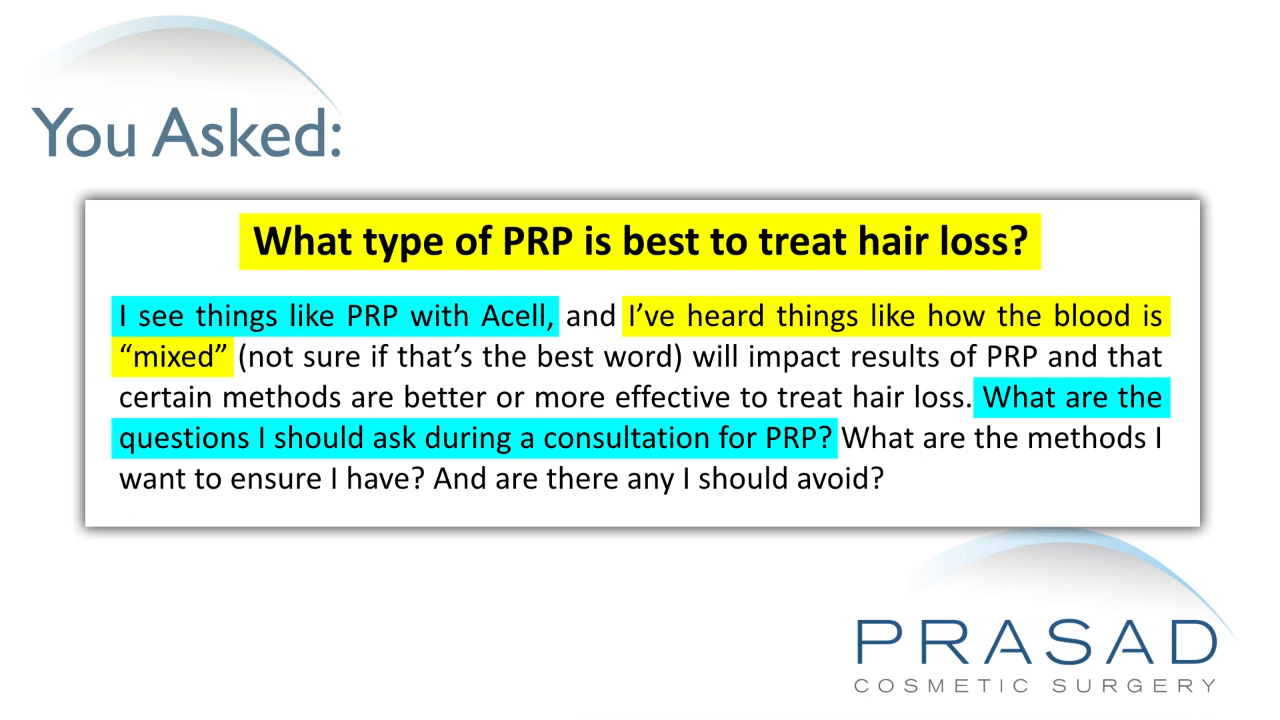 You Asked:
What type of PRP is best to treat hair loss?
I see things like PRP with Acell, and I’ve heard things like how the blood is
“mixed” (not sure if that’s the best word) will impact results of PRP and that
certain methods are better or more effective to treat hair loss. What are the
questions I should ask during a consultation for PRP? What are the methods I
want to ensure I have? And are there any I should avoid?
PRASAD
COSMETIC SURGERY